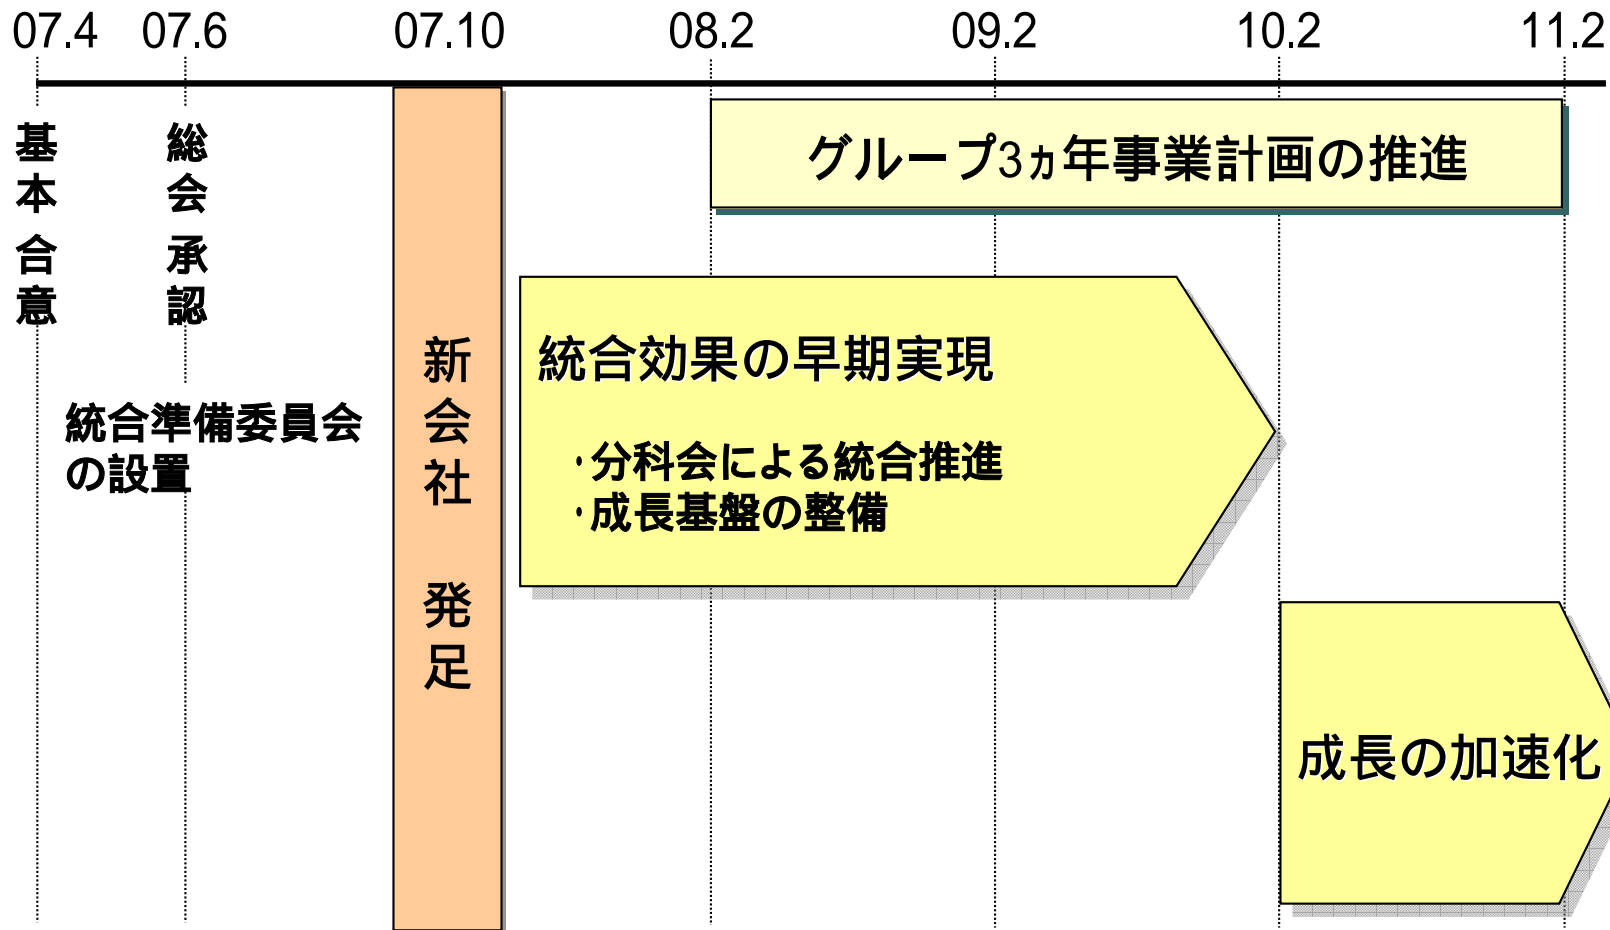 07.4 07.6 07.10 08.2 09.2 10.2 11.2
基本合意
総会承認
統合準備委員会
の設置
新会社 発足
グループ3ヵ年事業計画の推進
統合効果の早期実現
・分科会による統合推進
・成長基盤の整備
成長の加速化